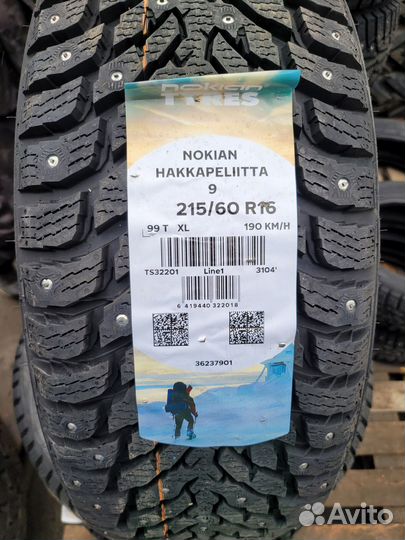 nokian
TYRES
NOKIAN
HAKKAPELIITTA
9
215/60 R16
99 T XL 190 KM/H
TS32201 Line1 3104'
6 419440 322018
36237901
Avito